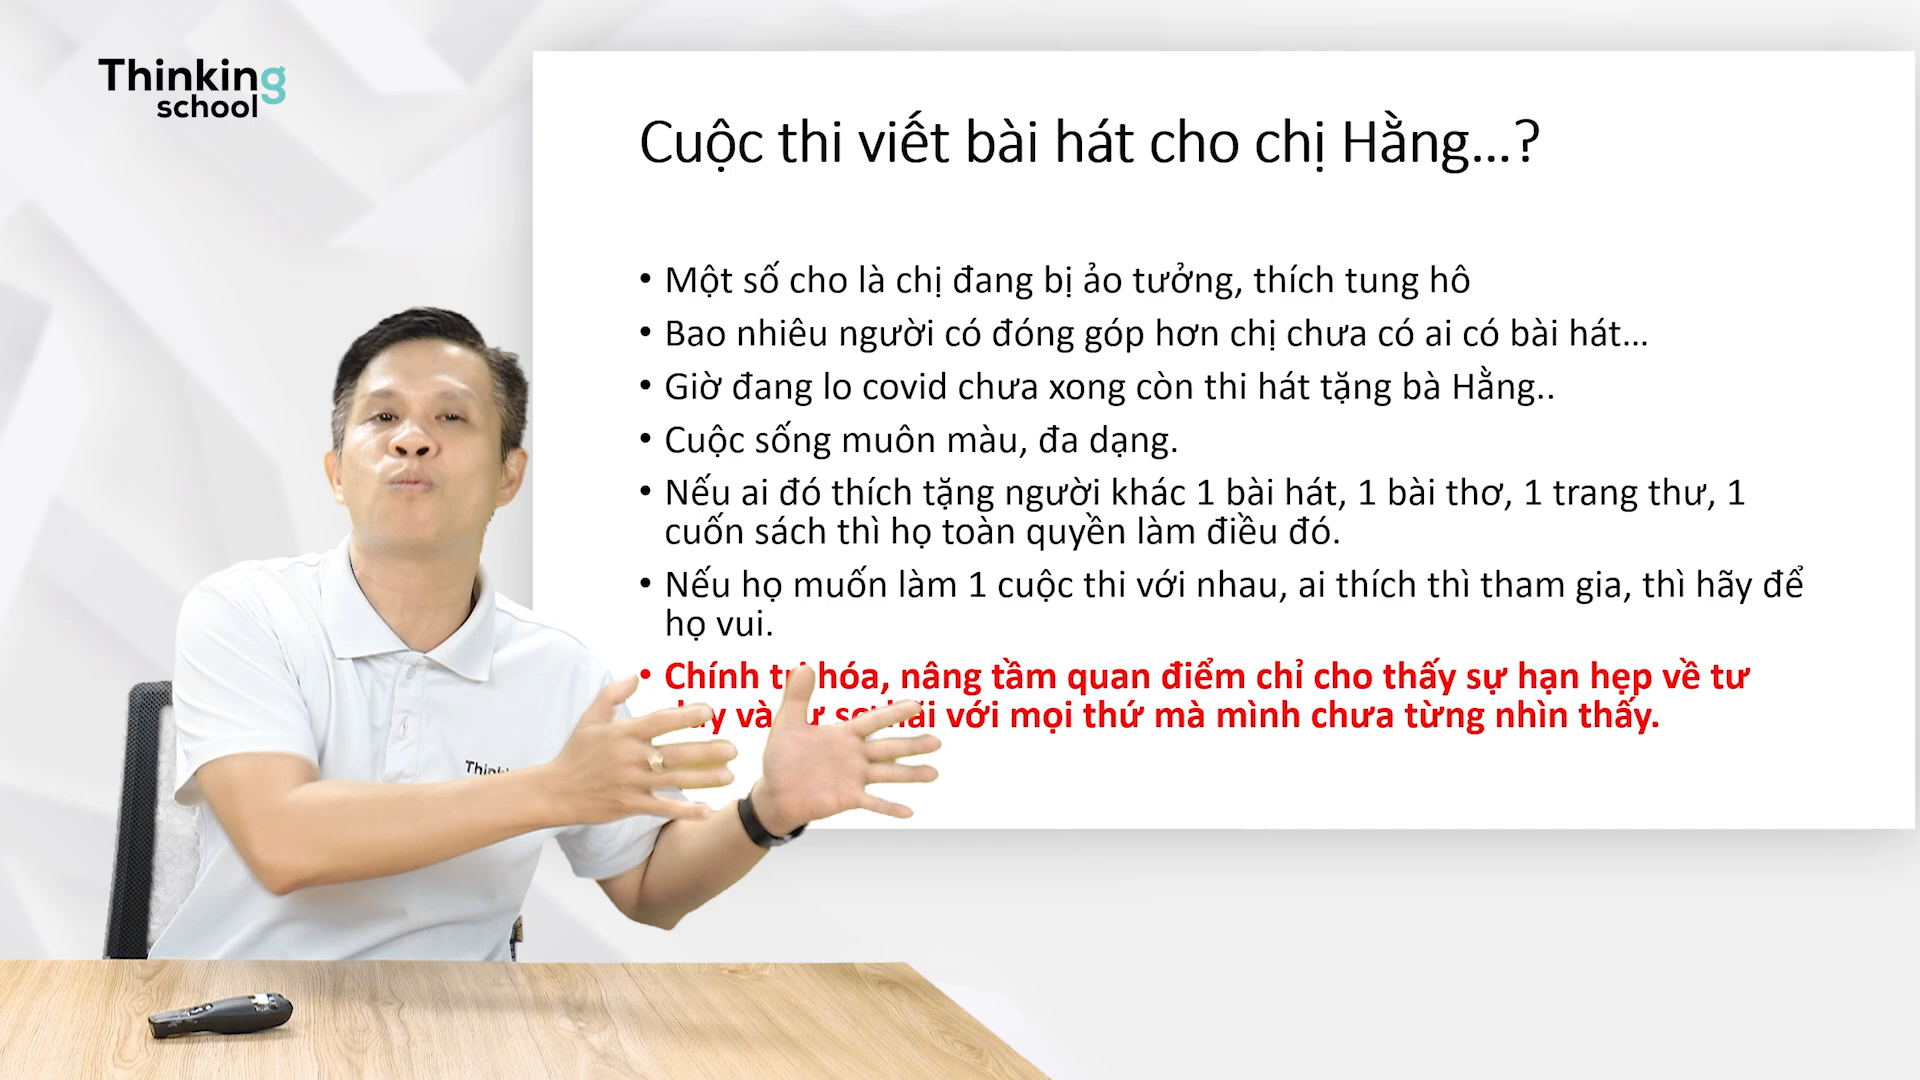 Thinking
school
Cuộc thi viết bài hát cho chị Hằng...?
• Một số cho là chị đang bị ảo tưởng, thích tung hô
• Bao nhiêu người có đóng góp hơn chị chưa có ai có bài hát...
• Giờ đang lo covid chưa xong còn thi hát tặng bà Hằng..
• Cuộc sống muôn màu, đa dạng.
• Nếu ai đó thích tặng người khác 1 bài hát, 1 bài thơ, 1 trang thư, 1
cuốn sách thì họ toàn quyền làm điều đó.
• Nếu họ muốn làm 1 cuộc thi với nhau, ai thích thì tham gia, thì hãy để
họ vui.
• Chính hóa, nâng tầm quan điểm chỉ cho thấy sự hạn hẹp về tư
và với mọi thứ mà mình chưa từng nhìn thấy.